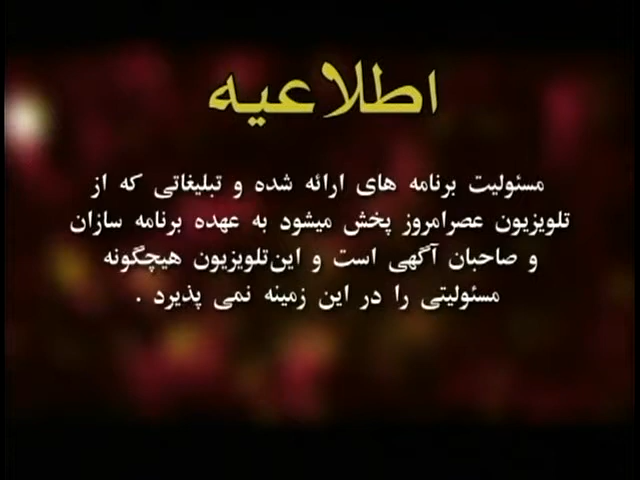 اطلاعیه
مسئولیت برنامه های ارائه شده و تبلیغاتی که از
تلویزیون عصرامروز پخش میشود به عهده برنامه سازان
و صاحبان آگهی است و این‌تلویزیون هیچگونه
مسئولیتی را در این زمینه نمی پذیرد .